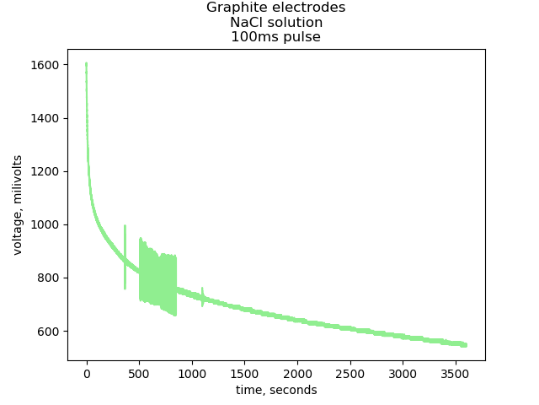 Graphite electrodes
NaCl solution
100ms pulse
1600
1400
1200
1000
800
600
voltage, milivolts
0
500
1000
1500
2000
2500
3000
3500
time, seconds